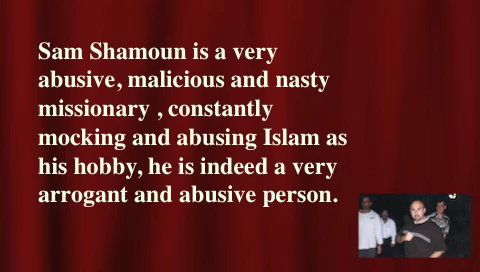 Sam Shamoun is a very
abusive, malicious and nasty
missionary , constantly
mocking and abusing Islam as
his hobby, he is indeed a very
arrogant and abusive person.